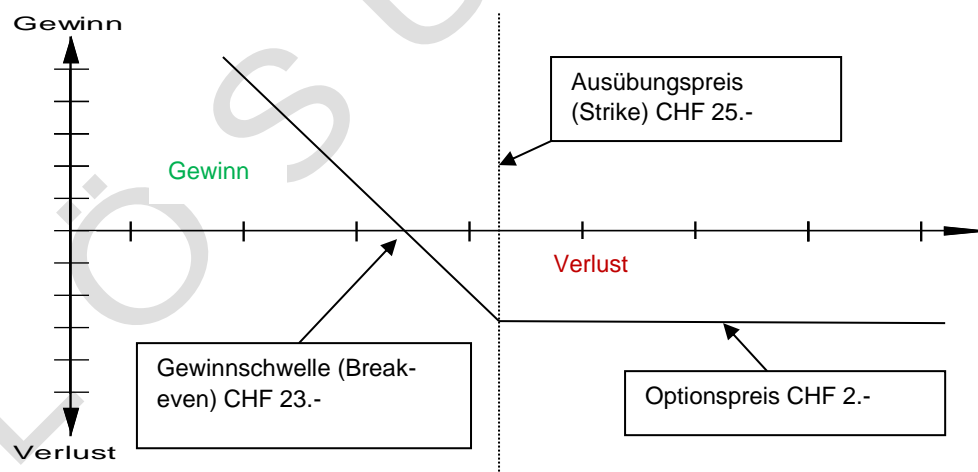 Gewinn
Ausübungspreis
(Strike) CHF 25.-
Gewinn
Verlust
Gewinnschwelle (Break-
even) CHF 23.-
Optionspreis CHF 2.-
Verlust
L Ö S U